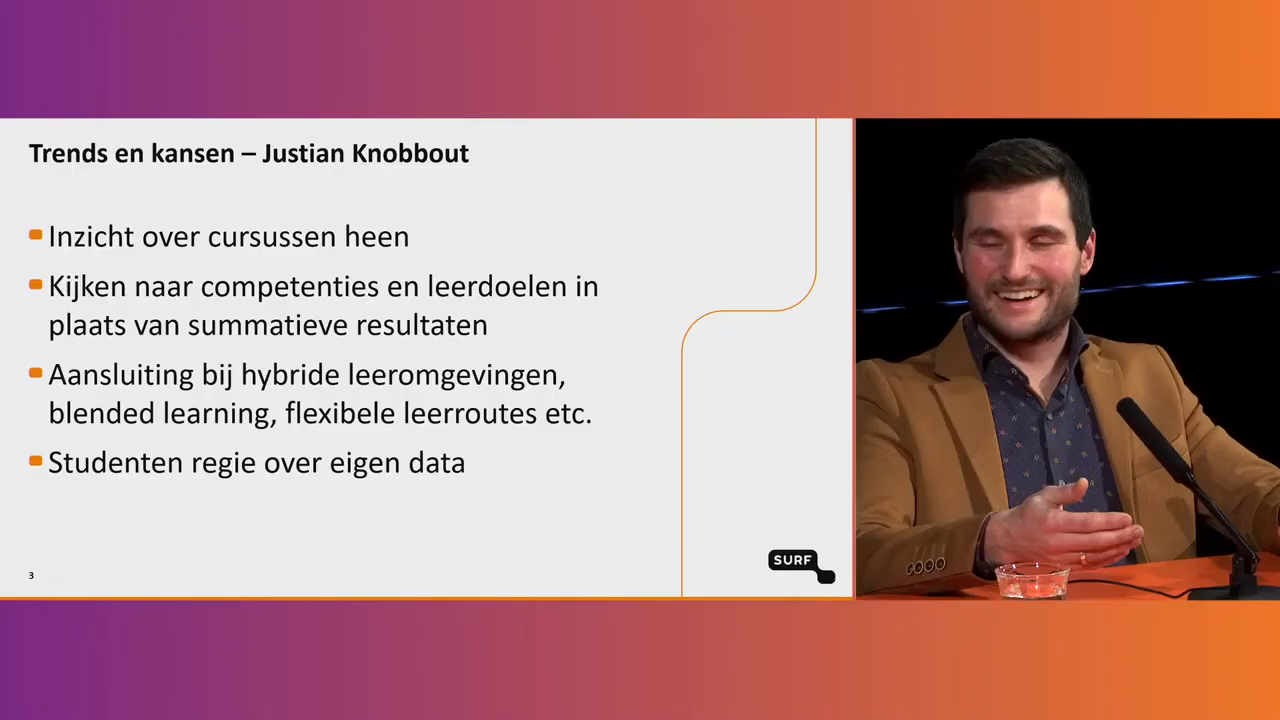 Trends en kansen – Justian Knobbout
Inzicht over cursussen heen
Kijken naar competenties en leerdoelen in
plaats van summatieve resultaten
Aansluiting bij hybride leeromgevingen,
blended learning, flexibele leerroutes etc.
Studenten regie over eigen data
3
SURF